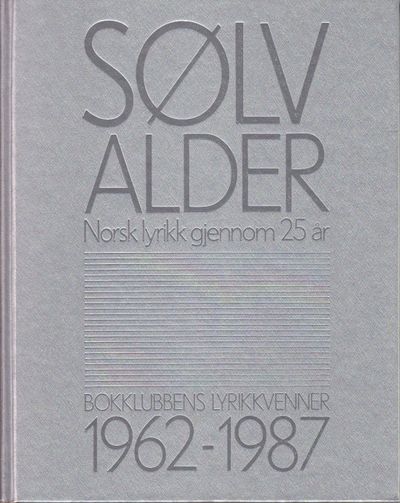 SØLV
ALDER
Norsk lyrikk gjennom 25 år
BOKKLUBBENS LYRIKKVENNER
1962-1987